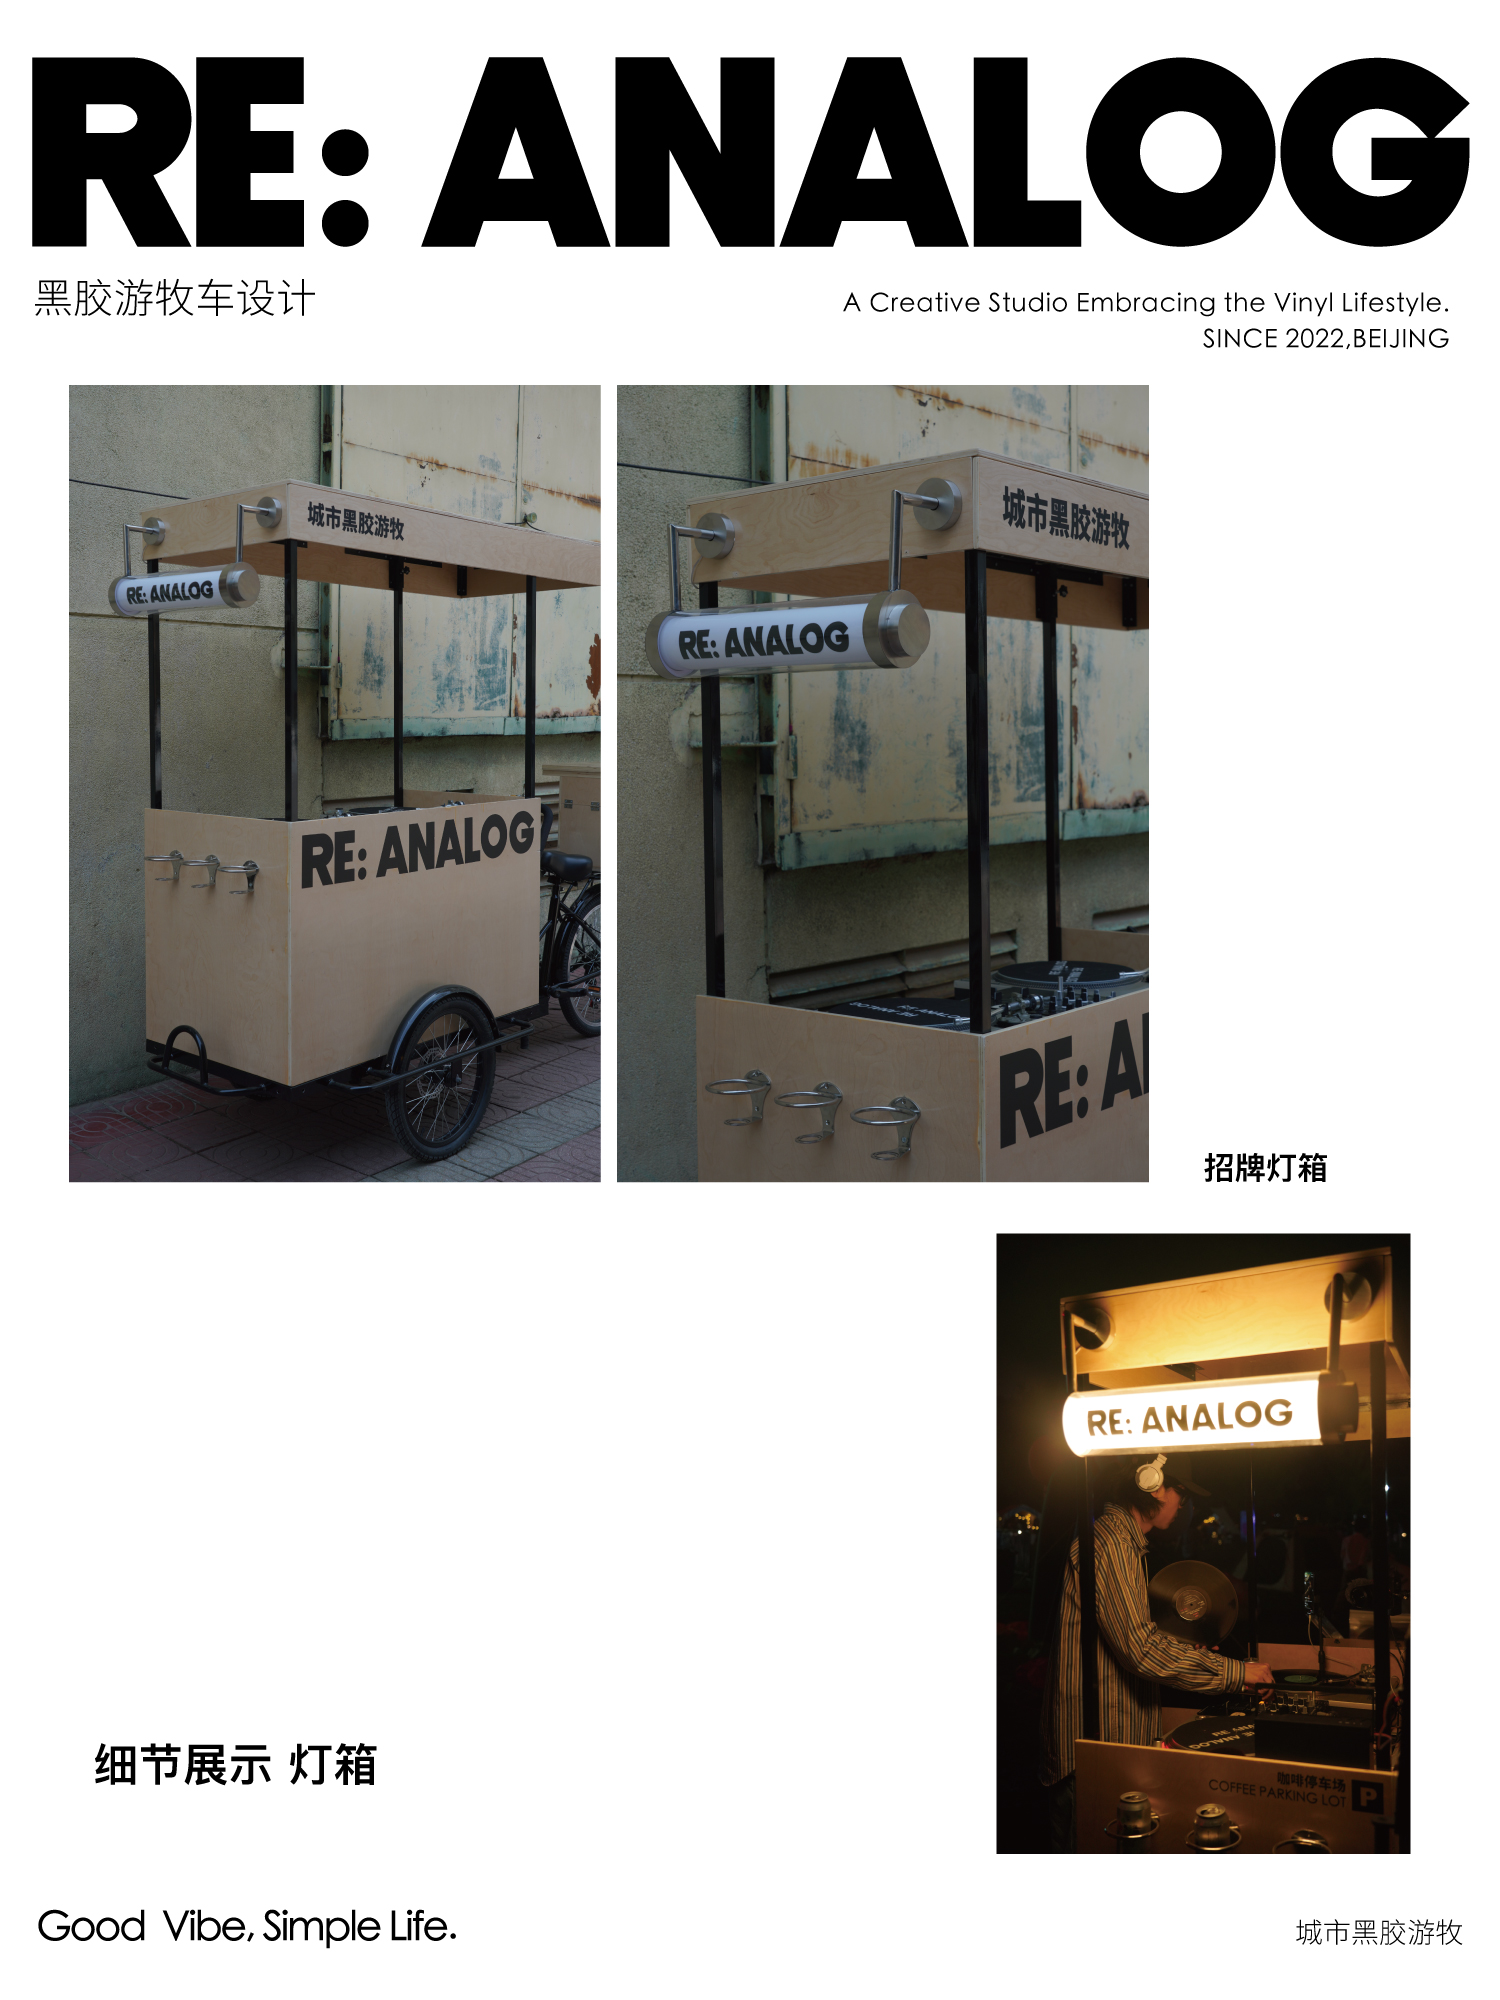 RE: ANALOG
黑胶游牧车设计
A Creative Studio Embracing the Vinyl Lifestyle.
SINCE 2022,BEIJING
城市黑胶游牧
RE: ANALOG
RE: ANALOG
城市黑胶游牧
RE: ANALOG
RE: ANALOG
RE: A
招牌灯箱
RE: ANALOG
咖啡停车场
COFFEE PARKING LOT
P
细节展示 灯箱
Good Vibe, Simple Life.
城市黑胶游牧